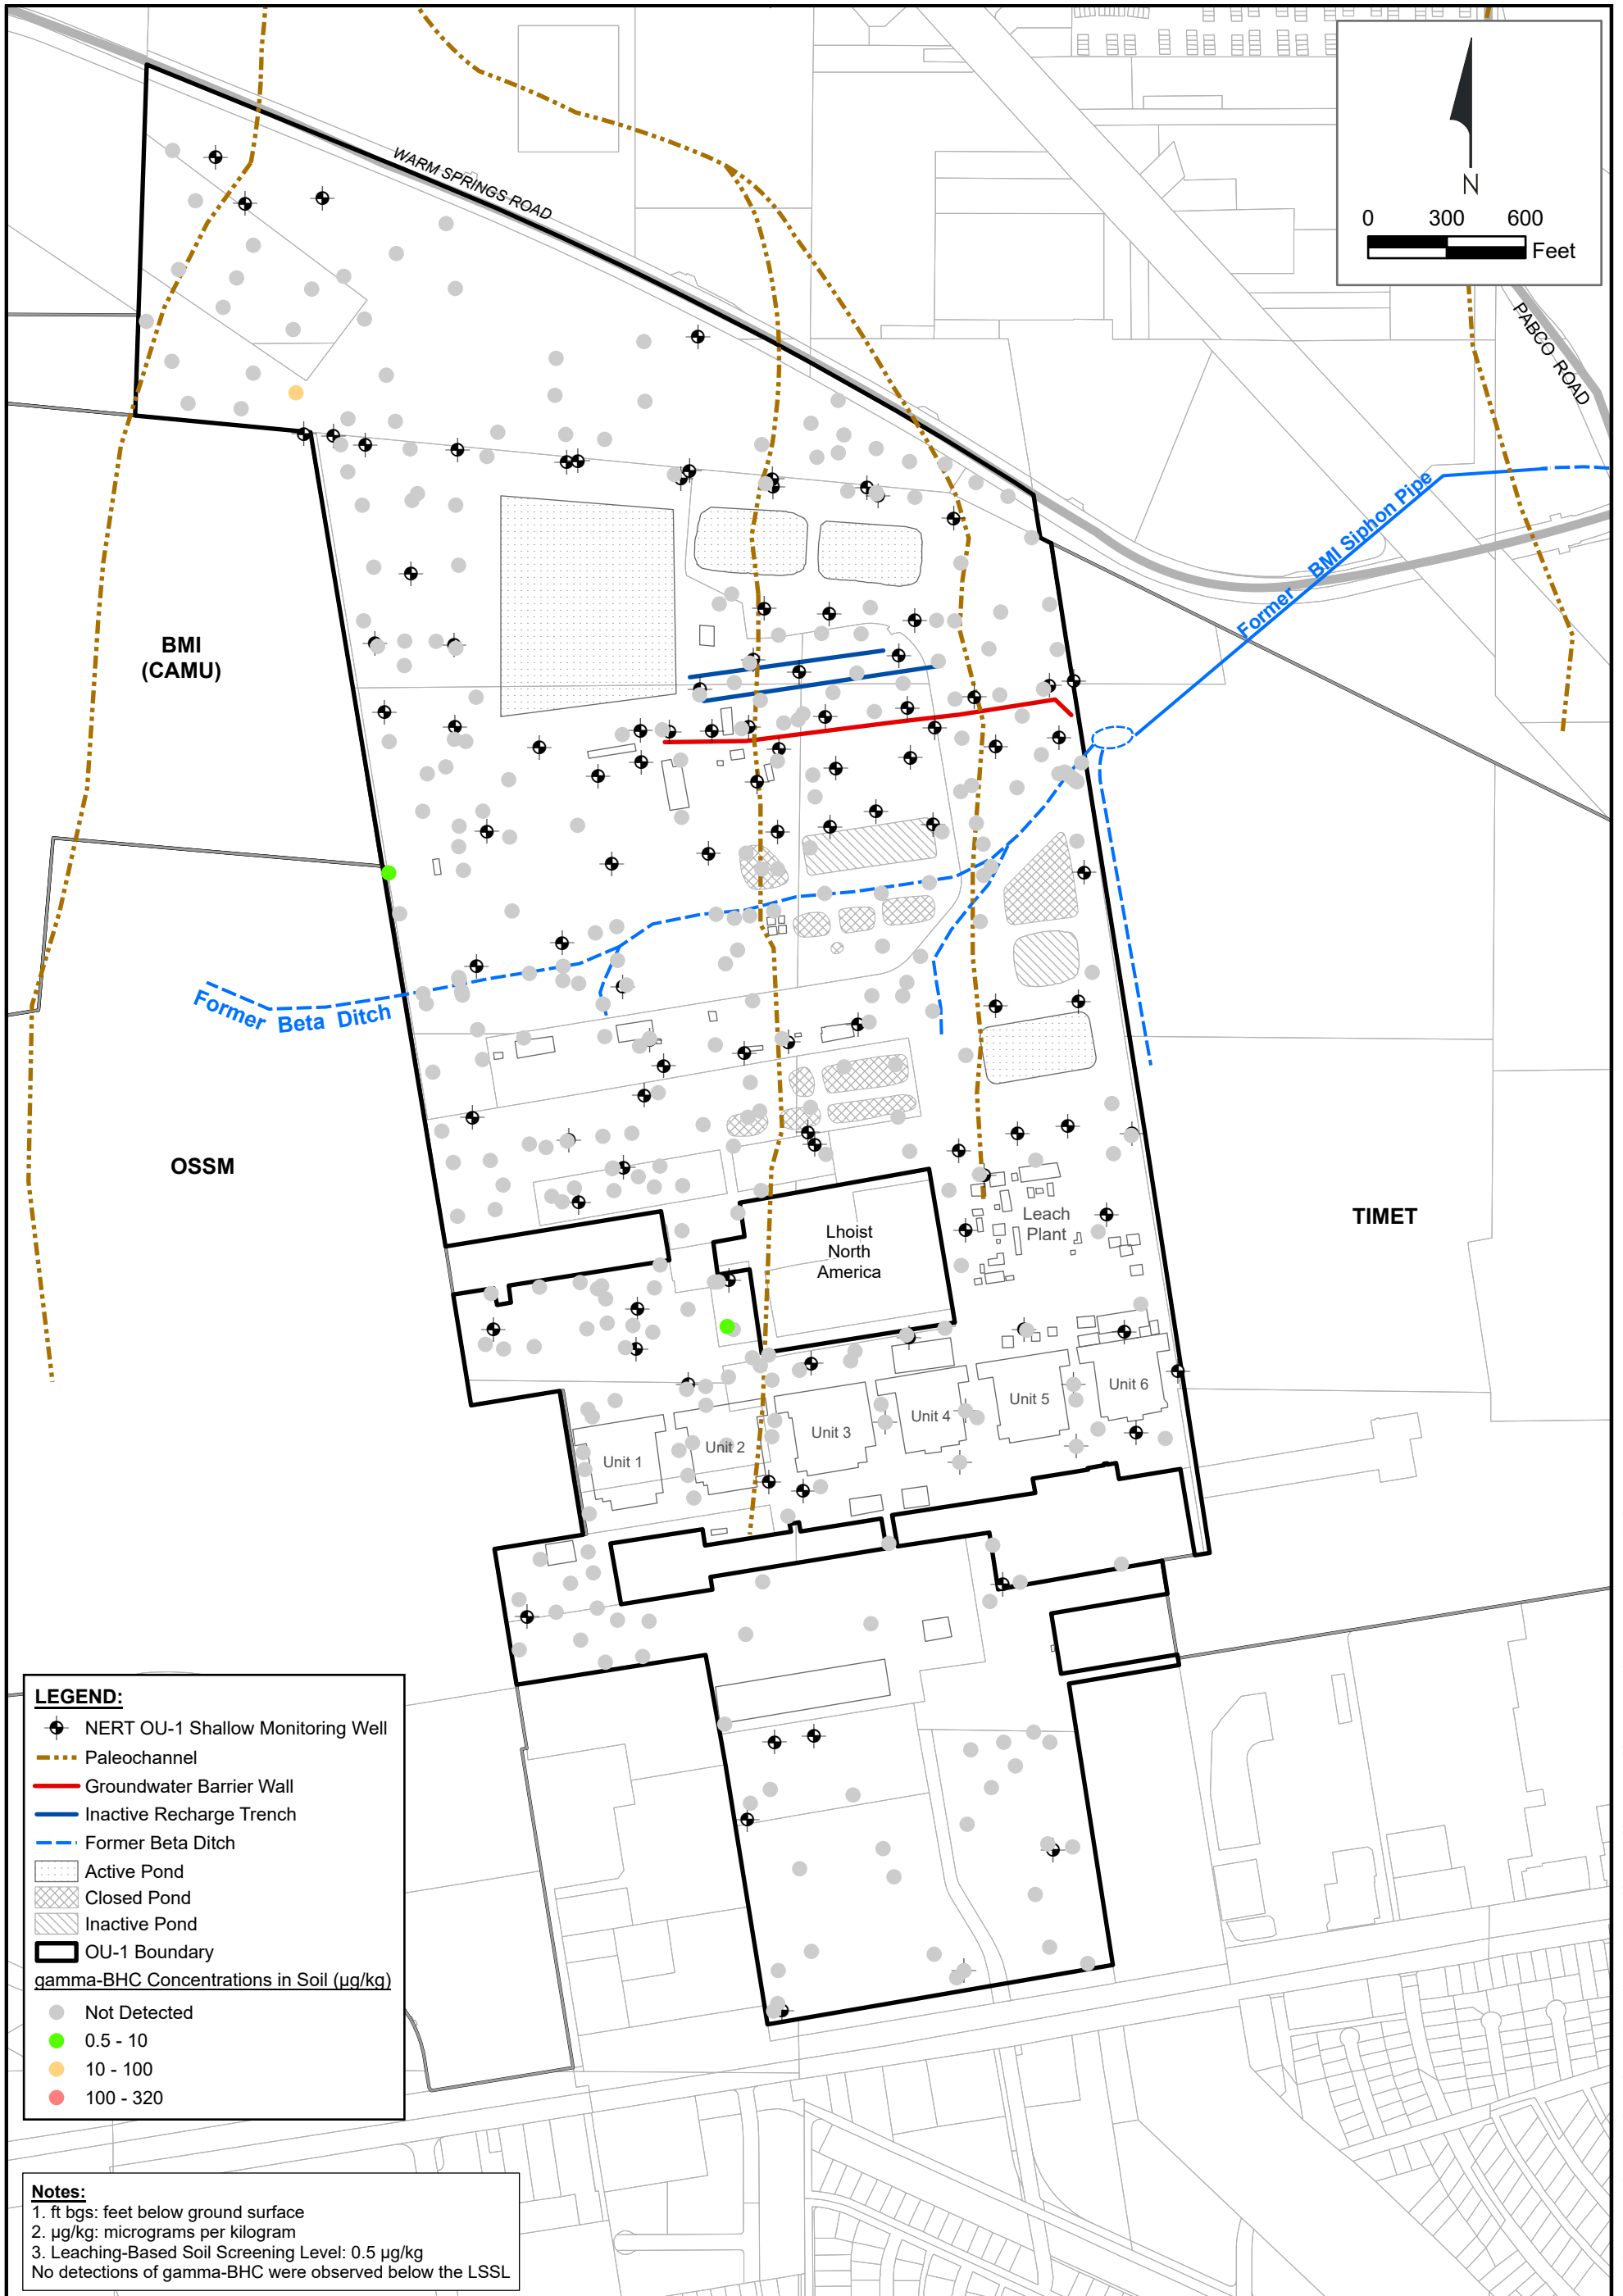 N
0 300 600
Feet
WARM SPRINGS ROAD
PABCO ROAD
Former BMI Siphon Pipe
BMI
(CAMU)
Former Beta Ditch
OSSM
TIMET
Lhoist
North
America
Leach
Plant
Unit 1
Unit 2
Unit 3
Unit 4
Unit 5
Unit 6
LEGEND:
NERT OU-1 Shallow Monitoring Well
Paleochannel
Groundwater Barrier Wall
Inactive Recharge Trench
Former Beta Ditch
Active Pond
Closed Pond
Inactive Pond
OU-1 Boundary
gamma-BHC Concentrations in Soil (µg/kg)
Not Detected
0.5 - 10
10 - 100
100 - 320
Notes:
1. ft bgs: feet below ground surface
2. µg/kg: micrograms per kilogram
3. Leaching-Based Soil Screening Level: 0.5 µg/kg
No detections of gamma-BHC were observed below the LSSL